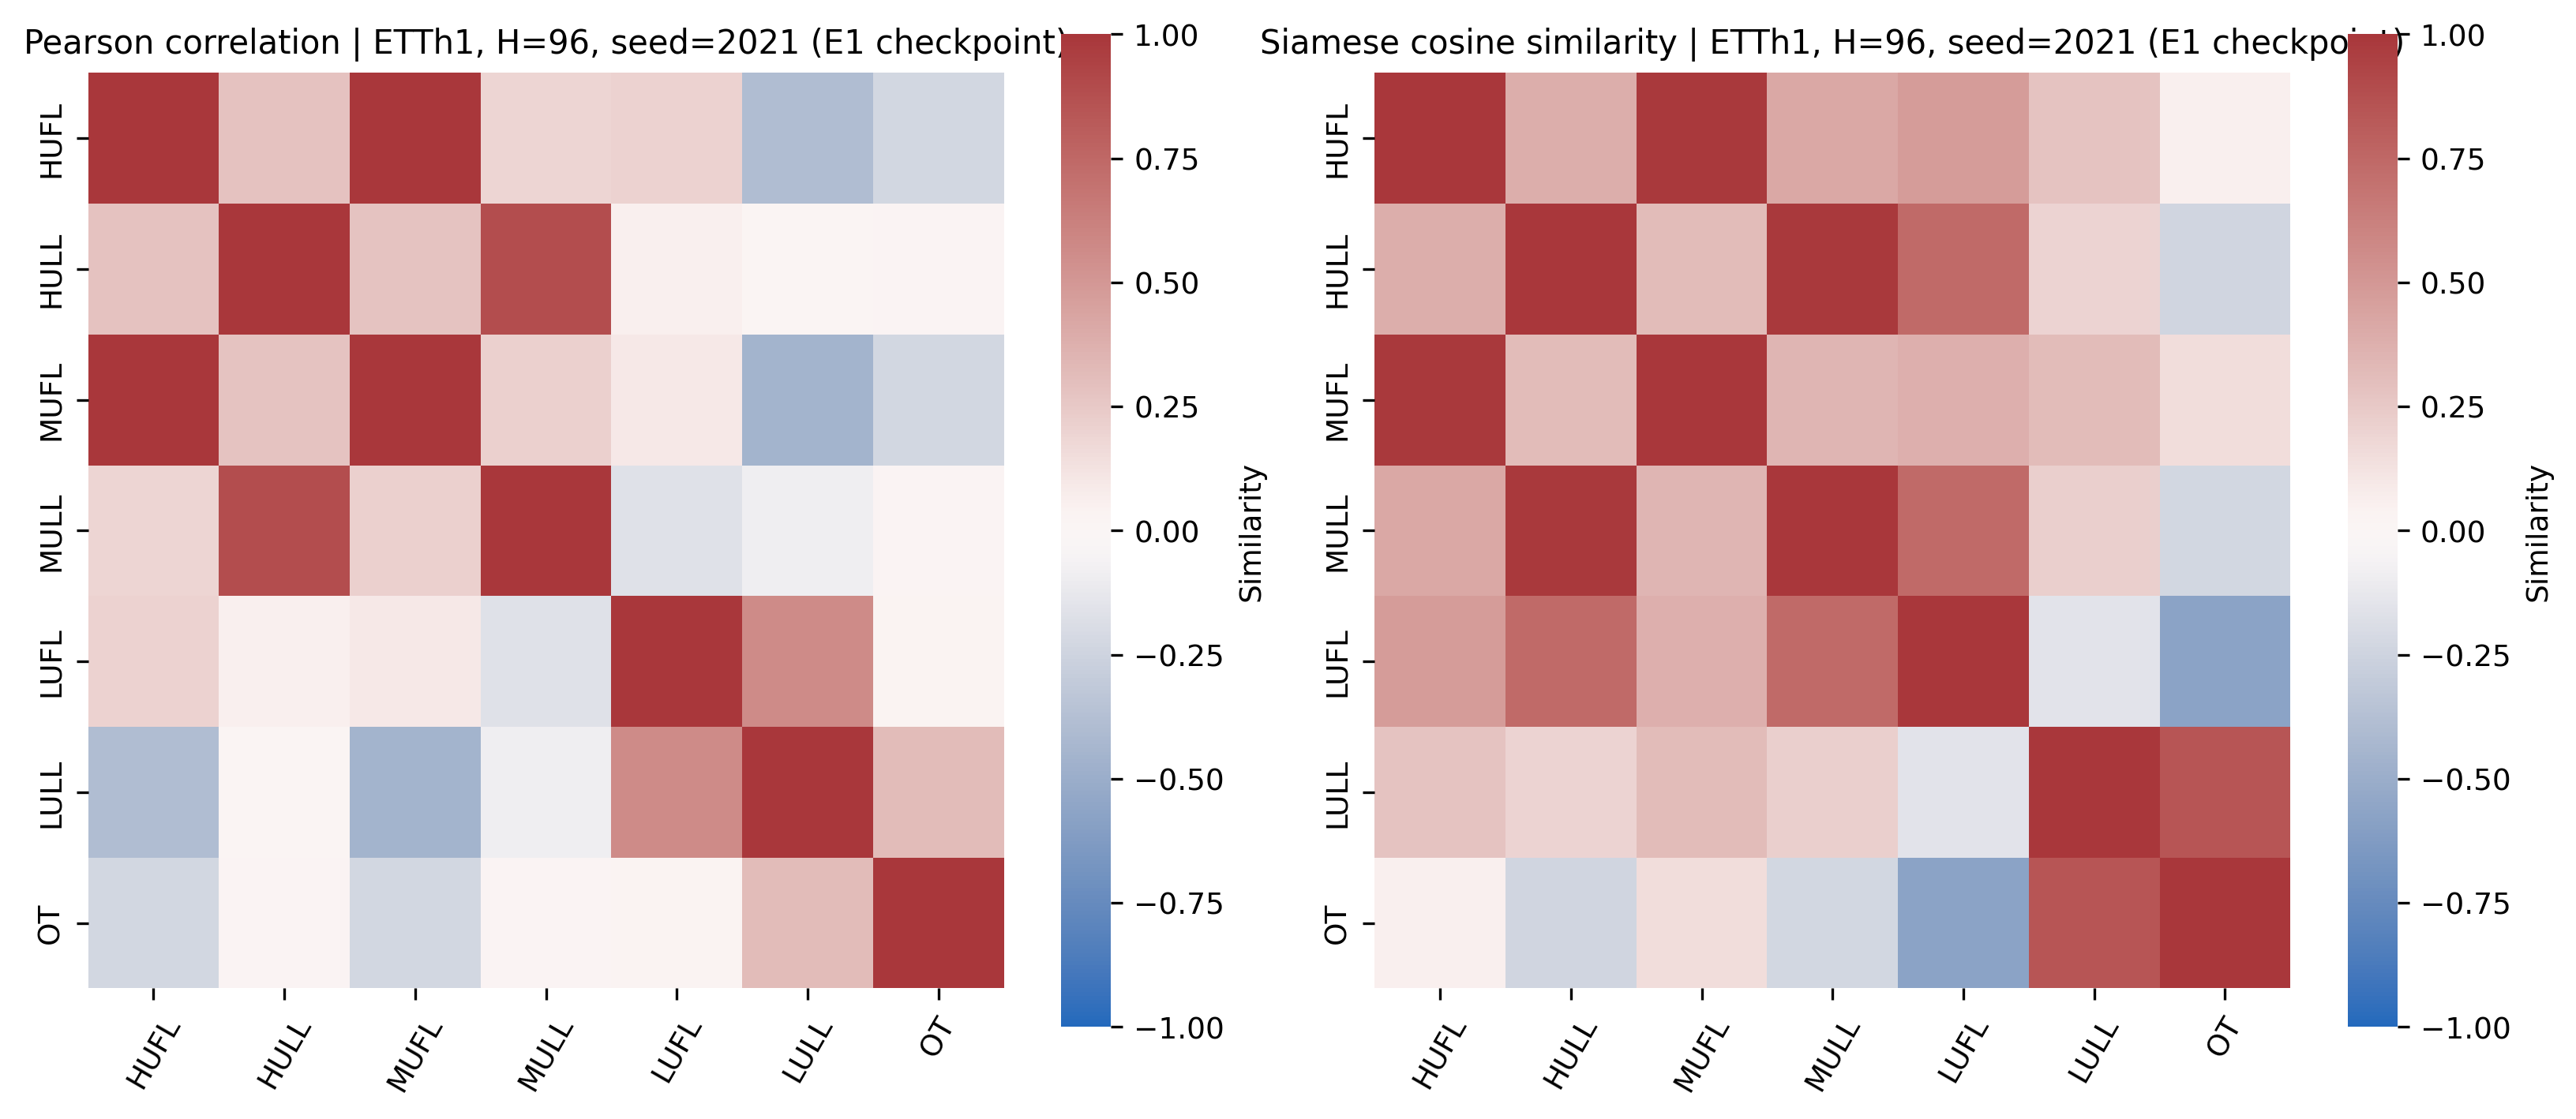 Pearson correlation | ETTh1, H=96, seed=2021 (E1 checkpoint)
HUFL
HULL
MUFL
MULL
LUFL
LULL
OT
HUFL
HULL
MUFL
MULL
LUFL
LULL
OT
1.00
0.75
0.50
0.25
0.00
−0.25
−0.50
−0.75
−1.00
Similarity
Siamese cosine similarity | ETTh1, H=96, seed=2021 (E1 checkpoint)
HUFL
HULL
MUFL
MULL
LUFL
LULL
OT
HUFL
HULL
MUFL
MULL
LUFL
LULL
OT
1.00
0.75
0.50
0.25
0.00
−0.25
−0.50
−0.75
−1.00
Similarity